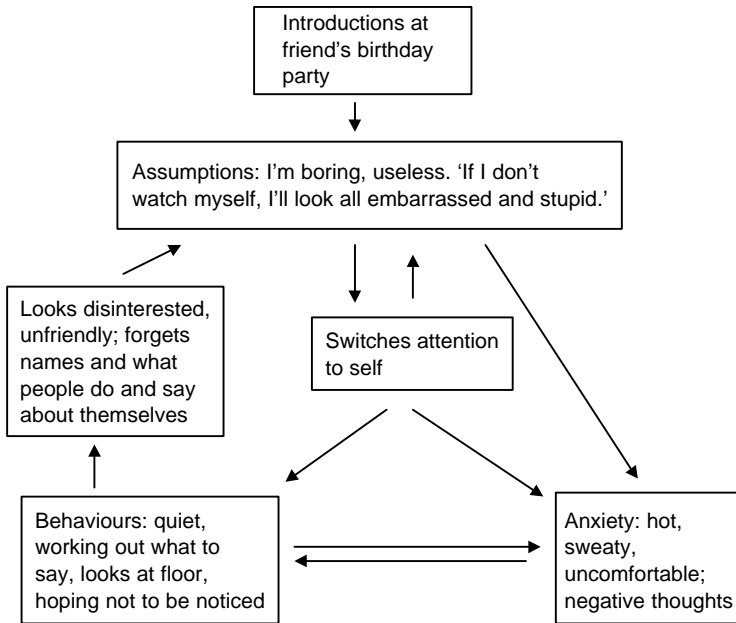 Introductions at
friend's birthday
party
Assumptions: I'm boring, useless. 'If I don't
watch myself, I'll look all embarrassed and stupid.'
Looks disinterested,
unfriendly; forgets
names and what
people do and say
about themselves
Switches attention
to self
Behaviours: quiet,
working out what to
say, looks at floor,
hoping not to be noticed
Anxiety: hot,
sweaty,
uncomfortable;
negative thoughts